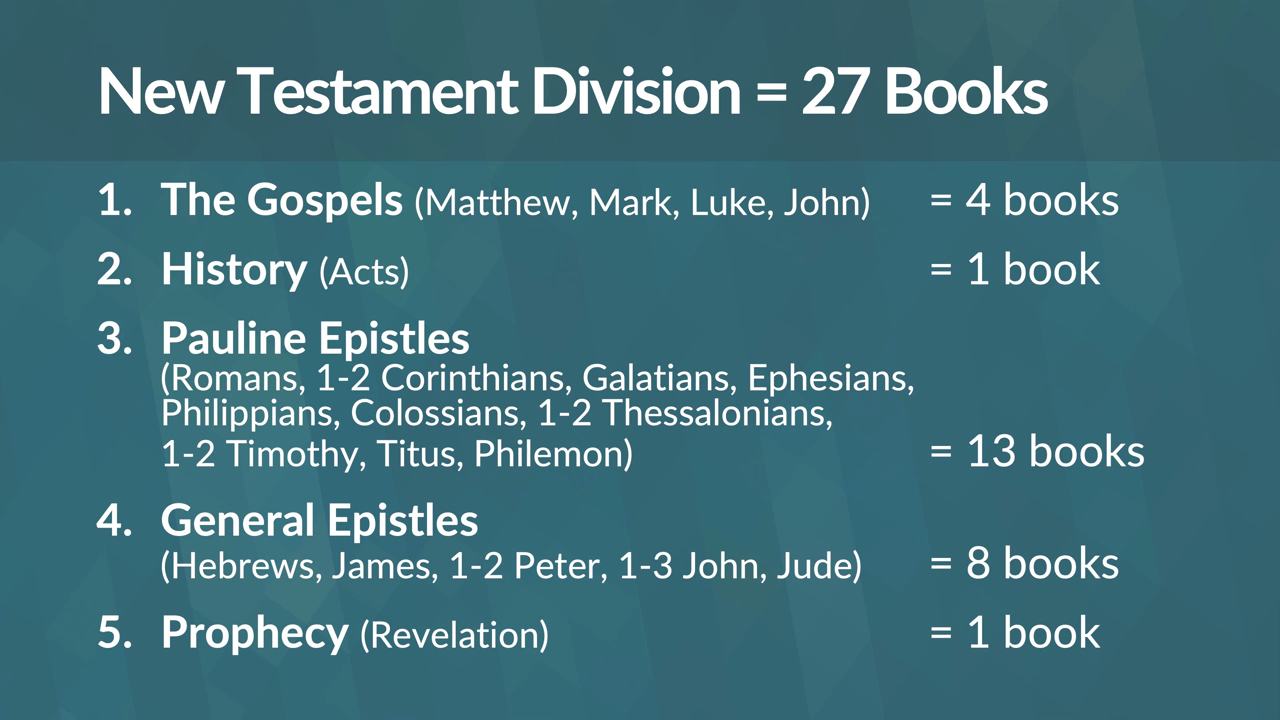 New Testament Division = 27 Books
1. The Gospels (Matthew, Mark, Luke, John) = 4 books
2. History (Acts) = 1 book
3. Pauline Epistles
(Romans, 1-2 Corinthians, Galatians, Ephesians,
Philippians, Colossians, 1-2 Thessalonians,
1-2 Timothy, Titus, Philemon) = 13 books
4. General Epistles
(Hebrews, James, 1-2 Peter, 1-3 John, Jude) = 8 books
5. Prophecy (Revelation) = 1 book